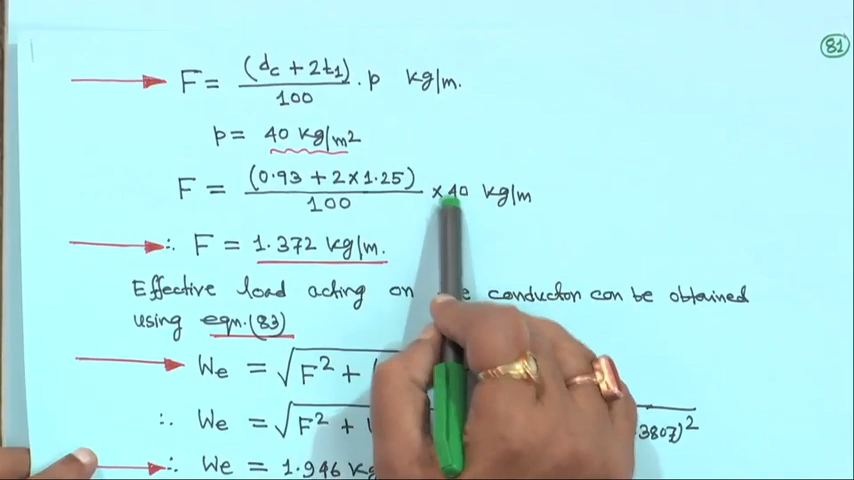 81
F = (dc + 2t1)/100 . p kg/m.
p = 40 kg/m2
F = (0.93 + 2×1.25)/100 × 40 kg/m
∴ F = 1.372 kg/m.
Effective load acting on conductor can be obtained
using eqn.(83)
We = √F2 +
∴ We = √F2 + .3807)2
∴ We = 1.946 kg